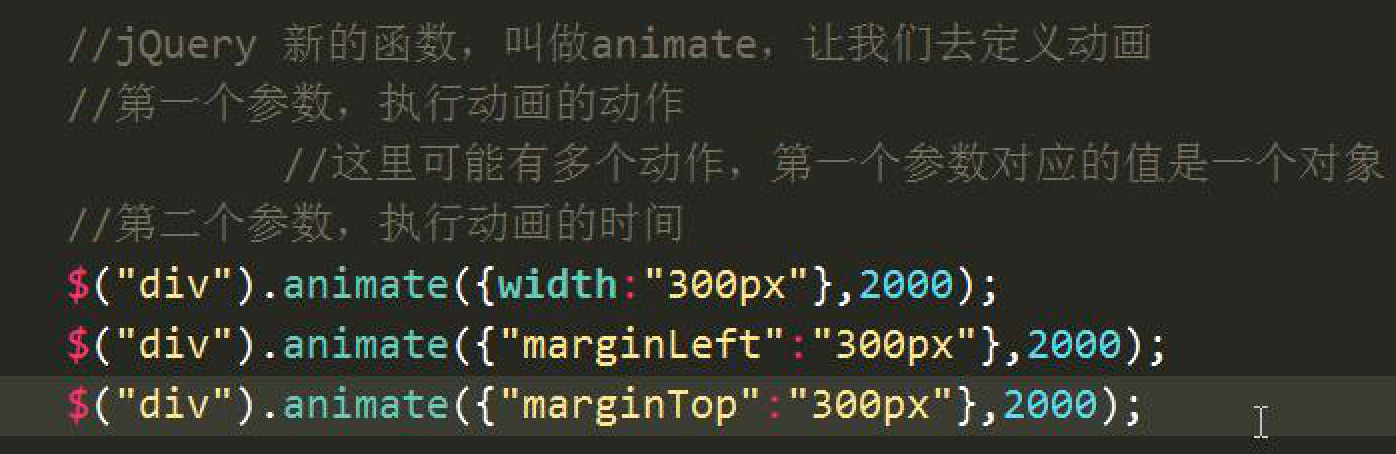 //jQuery 新的函数，叫做animate，让我们去定义动画
//第一个参数，执行动画的动作
//这里可能有多个动作，第一个参数对应的值是一个对象
//第二个参数，执行动画的时间
$("div").animate({width:"300px"},2000);
$("div").animate({"marginLeft":"300px"},2000);
$("div").animate({"marginTop":"300px"},2000);